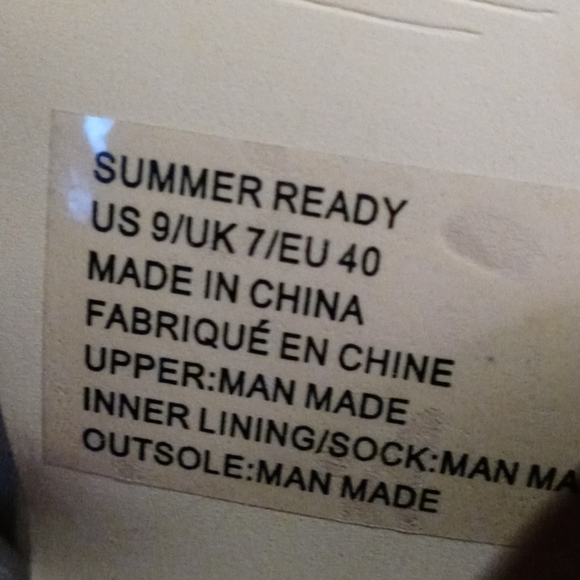 SUMMER READY
US 9/UK 7/EU 40
MADE IN CHINA
FABRIQUÉ EN CHINE
UPPER:MAN MADE
INNER LINING/SOCK:MAN MA
OUTSOLE:MAN MADE